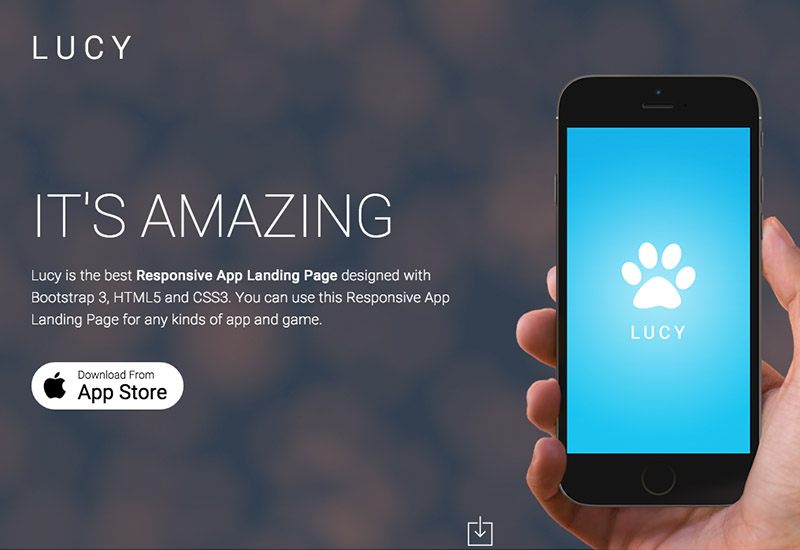 LUCY
IT'S AMAZING
Lucy is the best Responsive App Landing Page designed with
Bootstrap 3, HTML5 and CSS3. You can use this Responsive App
Landing Page for any kinds of app and game.
Download From
App Store
LUCY